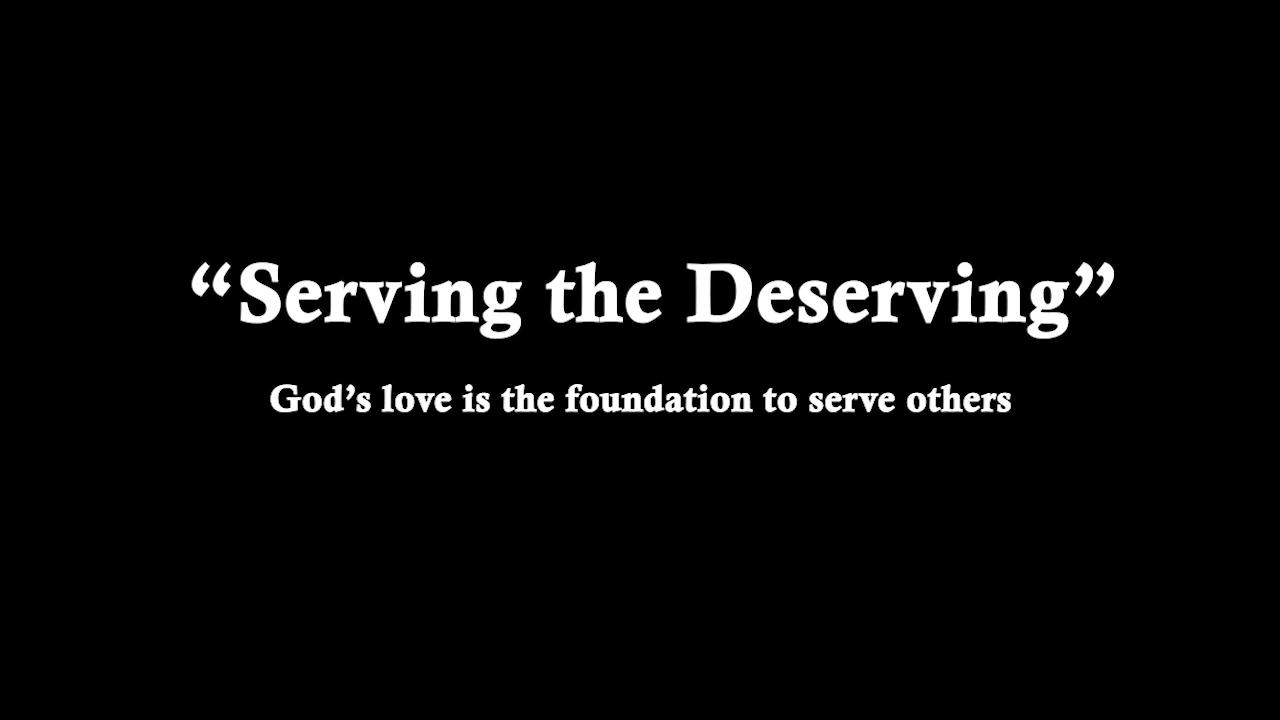 “Serving the Deserving”
God’s love is the foundation to serve others